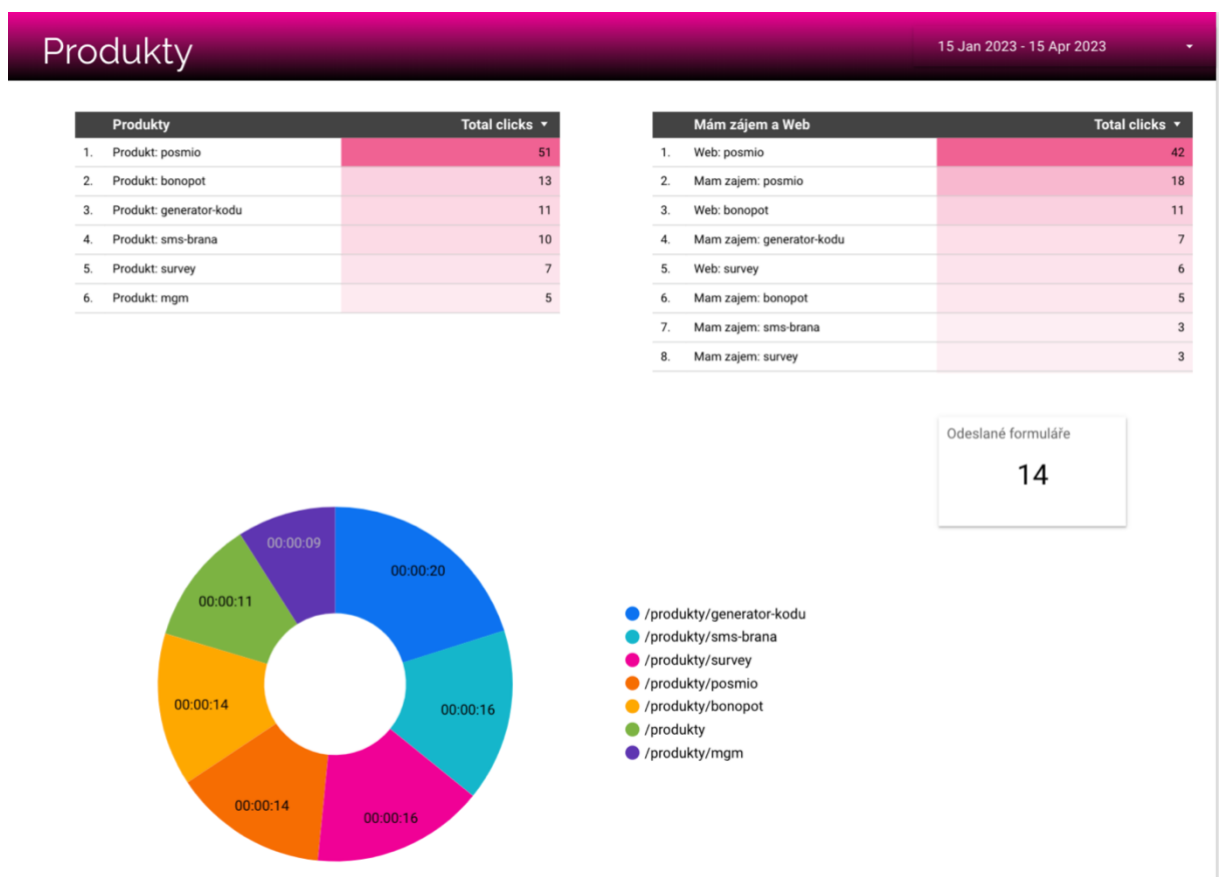 Produkty
15 Jan 2023 - 15 Apr 2023
Produkty Total clicks
1. Produkt: posmio 51
2. Produkt: bonopot 13
3. Produkt: generator-kodu 11
4. Produkt: sms-brana 10
5. Produkt: survey 7
6. Produkt: mgm 5
Mám zájem a Web Total clicks
1. Web: posmio 42
2. Mam zajem: posmio 18
3. Web: bonopot 11
4. Mam zajem: generator-kodu 7
5. Web: survey 6
6. Mam zajem: bonopot 5
7. Mam zajem: sms-brana 3
8. Mam zajem: survey 3
Odeslané formuláře
14
00:00:20
00:00:16
00:00:16
00:00:14
00:00:14
00:00:11
00:00:09
/produkty/generator-kodu
/produkty/sms-brana
/produkty/survey
/produkty/posmio
/produkty/bonopot
/produkty
/produkty/mgm